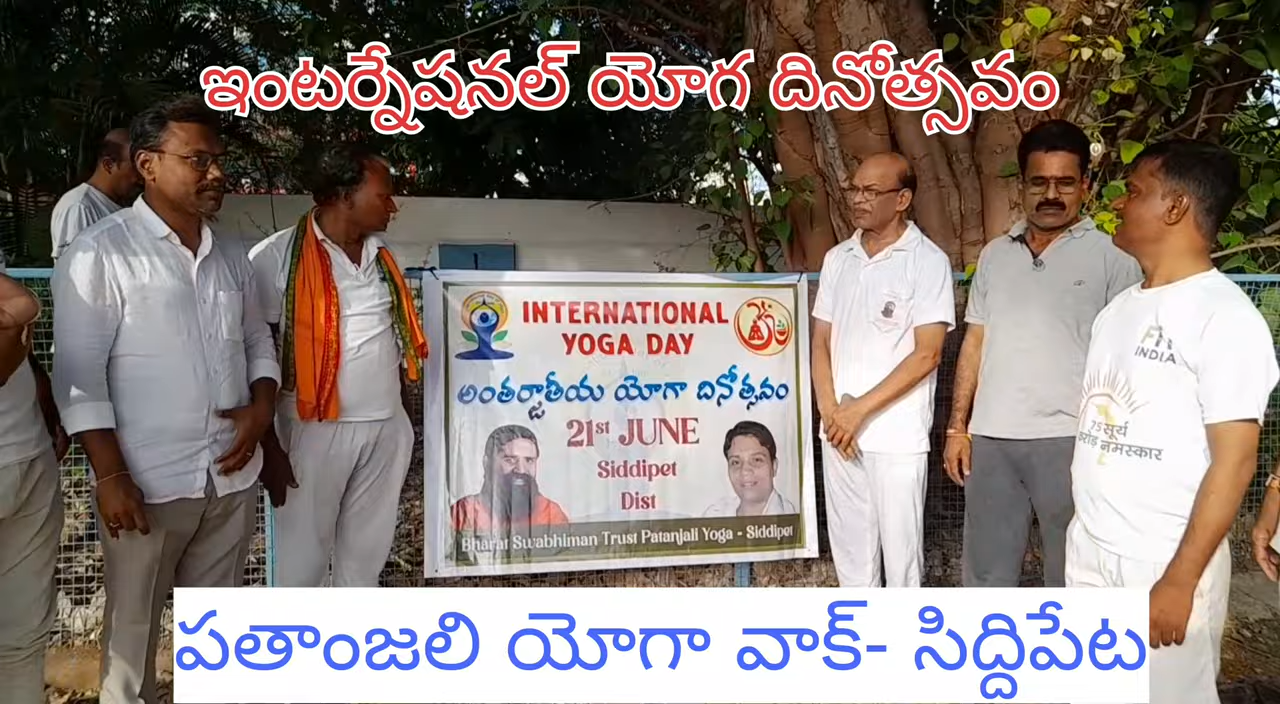 ఇంటర్నేషనల్ యోగ దినోత్సవం
INTERNATIONAL
YOGA DAY
అంతర్జాతీయ యోగా దినోత్సవం
21st JUNE
Siddipet
Dist
Bharat Swabhiman Trust Patanjali Yoga - Siddipet
INDIA
75 सूर्य
नमस्कार
పతాంజలి యోగా వాక్- సిద్దిపేట